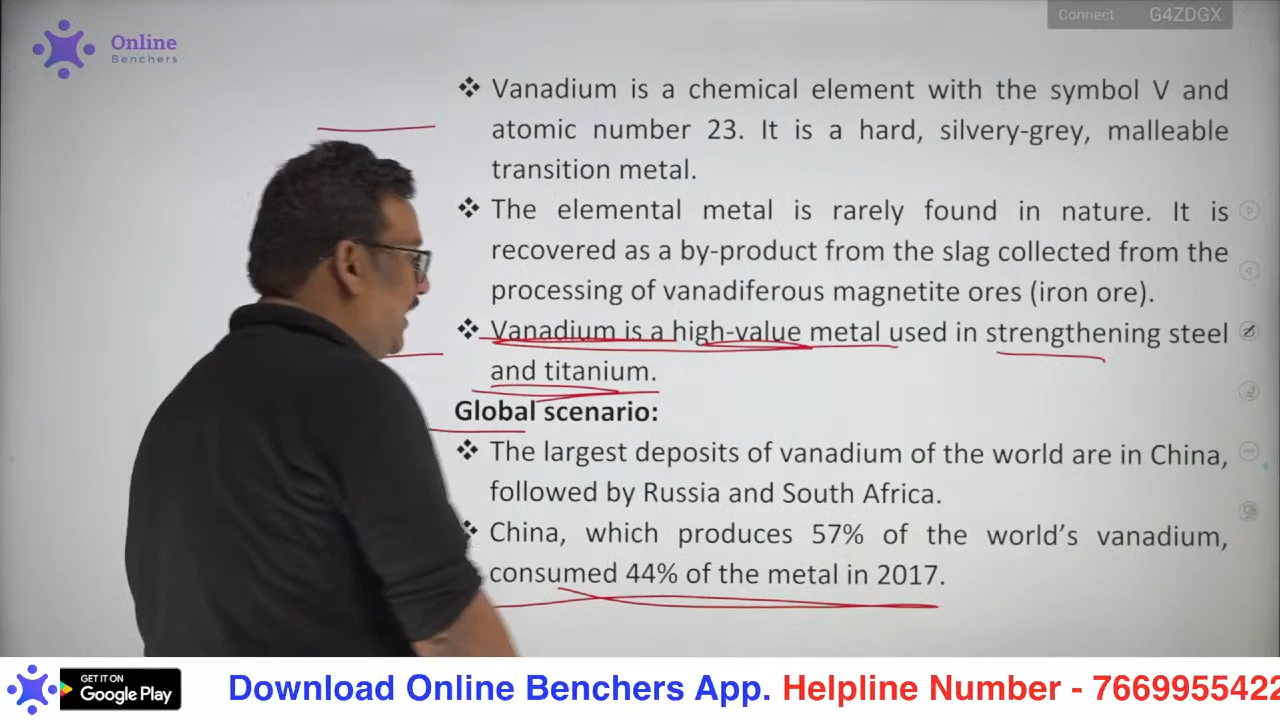 Online
Benchers
Connect G4ZDGX
Vanadium is a chemical element with the symbol V and
atomic number 23. It is a hard, silvery-grey, malleable
transition metal.
The elemental metal is rarely found in nature. It is
recovered as a by-product from the slag collected from the
processing of vanadiferous magnetite ores (iron ore).
Vanadium is a high-value metal used in strengthening steel
and titanium.
Global scenario:
The largest deposits of vanadium of the world are in China,
followed by Russia and South Africa.
China, which produces 57% of the world's vanadium,
consumed 44% of the metal in 2017.
GET IT ON
Google Play
Download Online Benchers App. Helpline Number - 7669955422